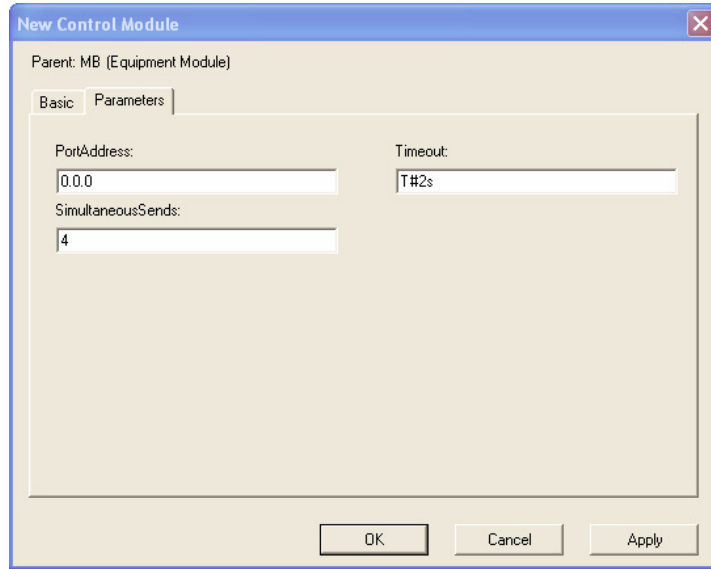 New Control Module
Parent: MB (Equipment Module)
Basic Parameters
PortAddress: Timeout:
0.0.0 T#2s
SimultaneousSends:
4
OK Cancel Apply